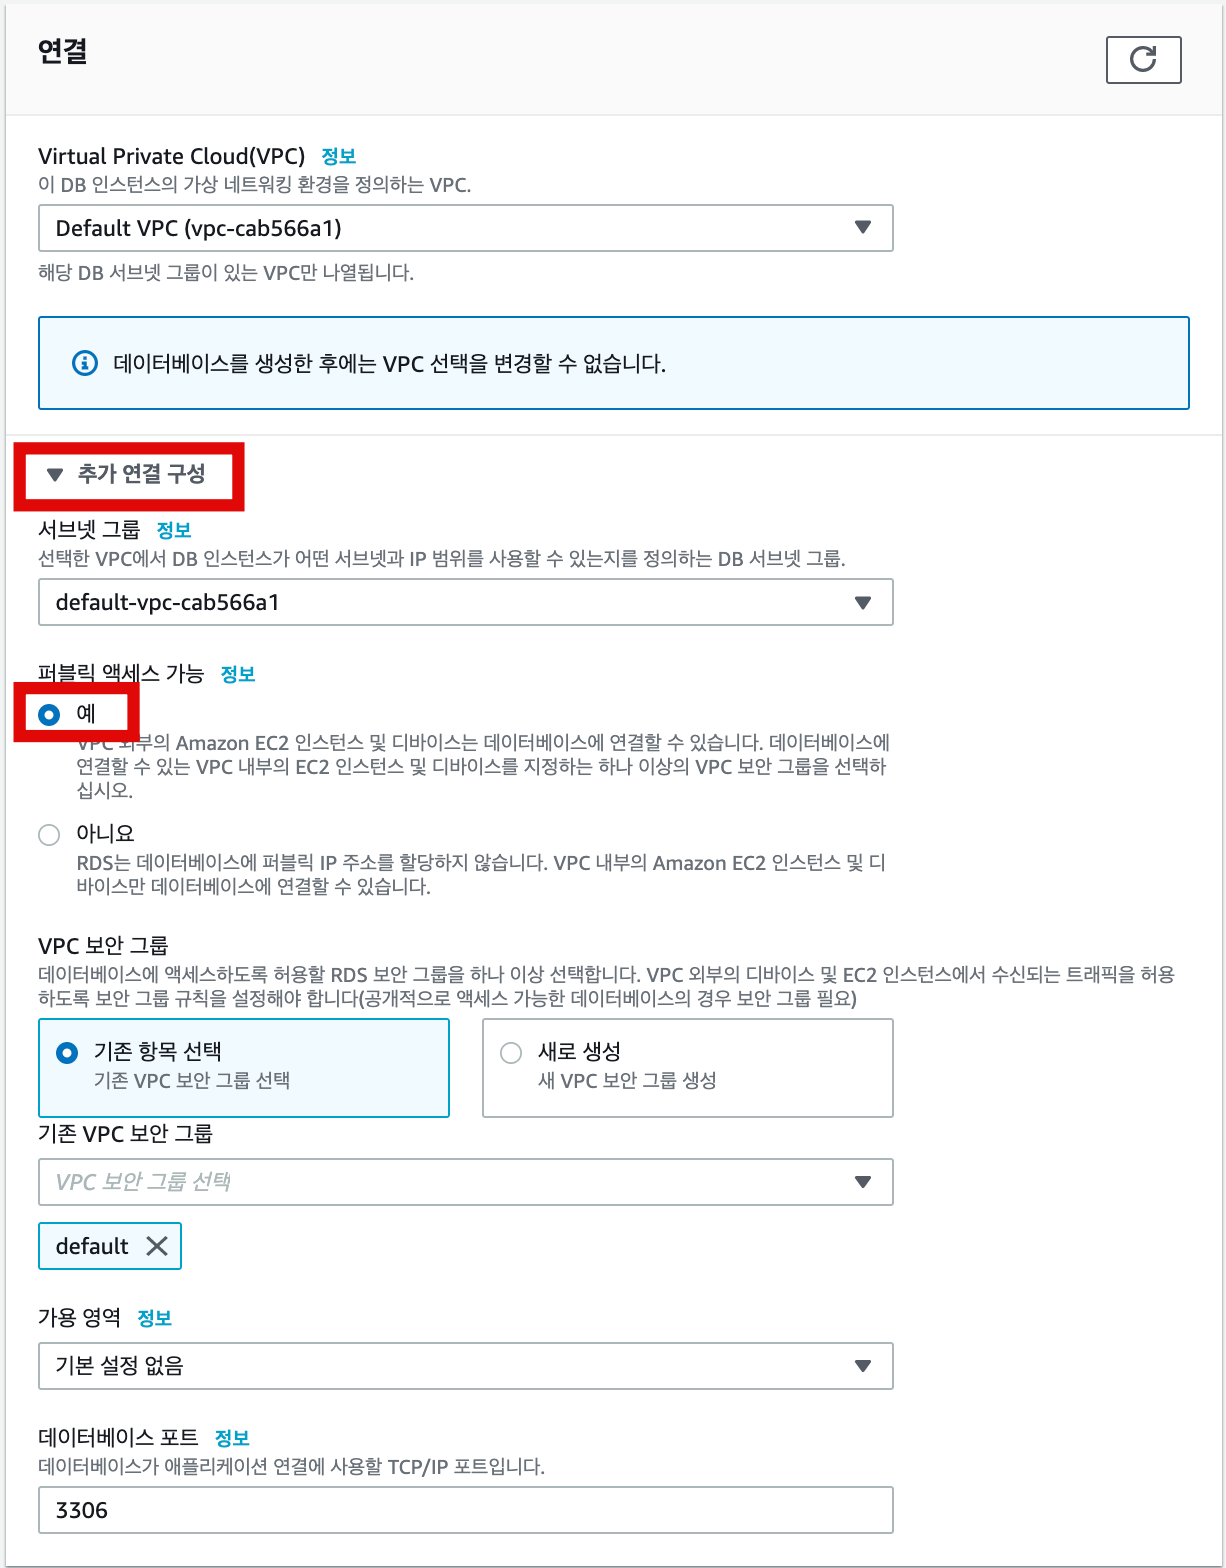 연결
Virtual Private Cloud(VPC) 정보
이 DB 인스턴스의 가상 네트워킹 환경을 정의하는 VPC.
Default VPC (vpc-cab566a1)
해당 DB 서브넷 그룹이 있는 VPC만 나열됩니다.
데이터베이스를 생성한 후에는 VPC 선택을 변경할 수 없습니다.
추가 연결 구성
서브넷 그룹 정보
선택한 VPC에서 DB 인스턴스가 어떤 서브넷과 IP 범위를 사용할 수 있는지를 정의하는 DB 서브넷 그룹.
default-vpc-cab566a1
퍼블릭 액세스 가능 정보
예
VPC 외부의 Amazon EC2 인스턴스 및 디바이스는 데이터베이스에 연결할 수 있습니다. 데이터베이스에
연결할 수 있는 VPC 내부의 EC2 인스턴스 및 디바이스를 지정하는 하나 이상의 VPC 보안 그룹을 선택하
십시오.
아니요
RDS는 데이터베이스에 퍼블릭 IP 주소를 할당하지 않습니다. VPC 내부의 Amazon EC2 인스턴스 및 디
바이스만 데이터베이스에 연결할 수 있습니다.
VPC 보안 그룹
데이터베이스에 액세스하도록 허용할 RDS 보안 그룹을 하나 이상 선택합니다. VPC 외부의 디바이스 및 EC2 인스턴스에서 수신되는 트래픽을 허용
하도록 보안 그룹 규칙을 설정해야 합니다(공개적으로 액세스 가능한 데이터베이스의 경우 보안 그룹 필요)
기존 항목 선택
기존 VPC 보안 그룹 선택
새로 생성
새 VPC 보안 그룹 생성
기존 VPC 보안 그룹
VPC 보안 그룹 선택
default
가용 영역 정보
기본 설정 없음
데이터베이스 포트 정보
데이터베이스가 애플리케이션 연결에 사용할 TCP/IP 포트입니다.
3306